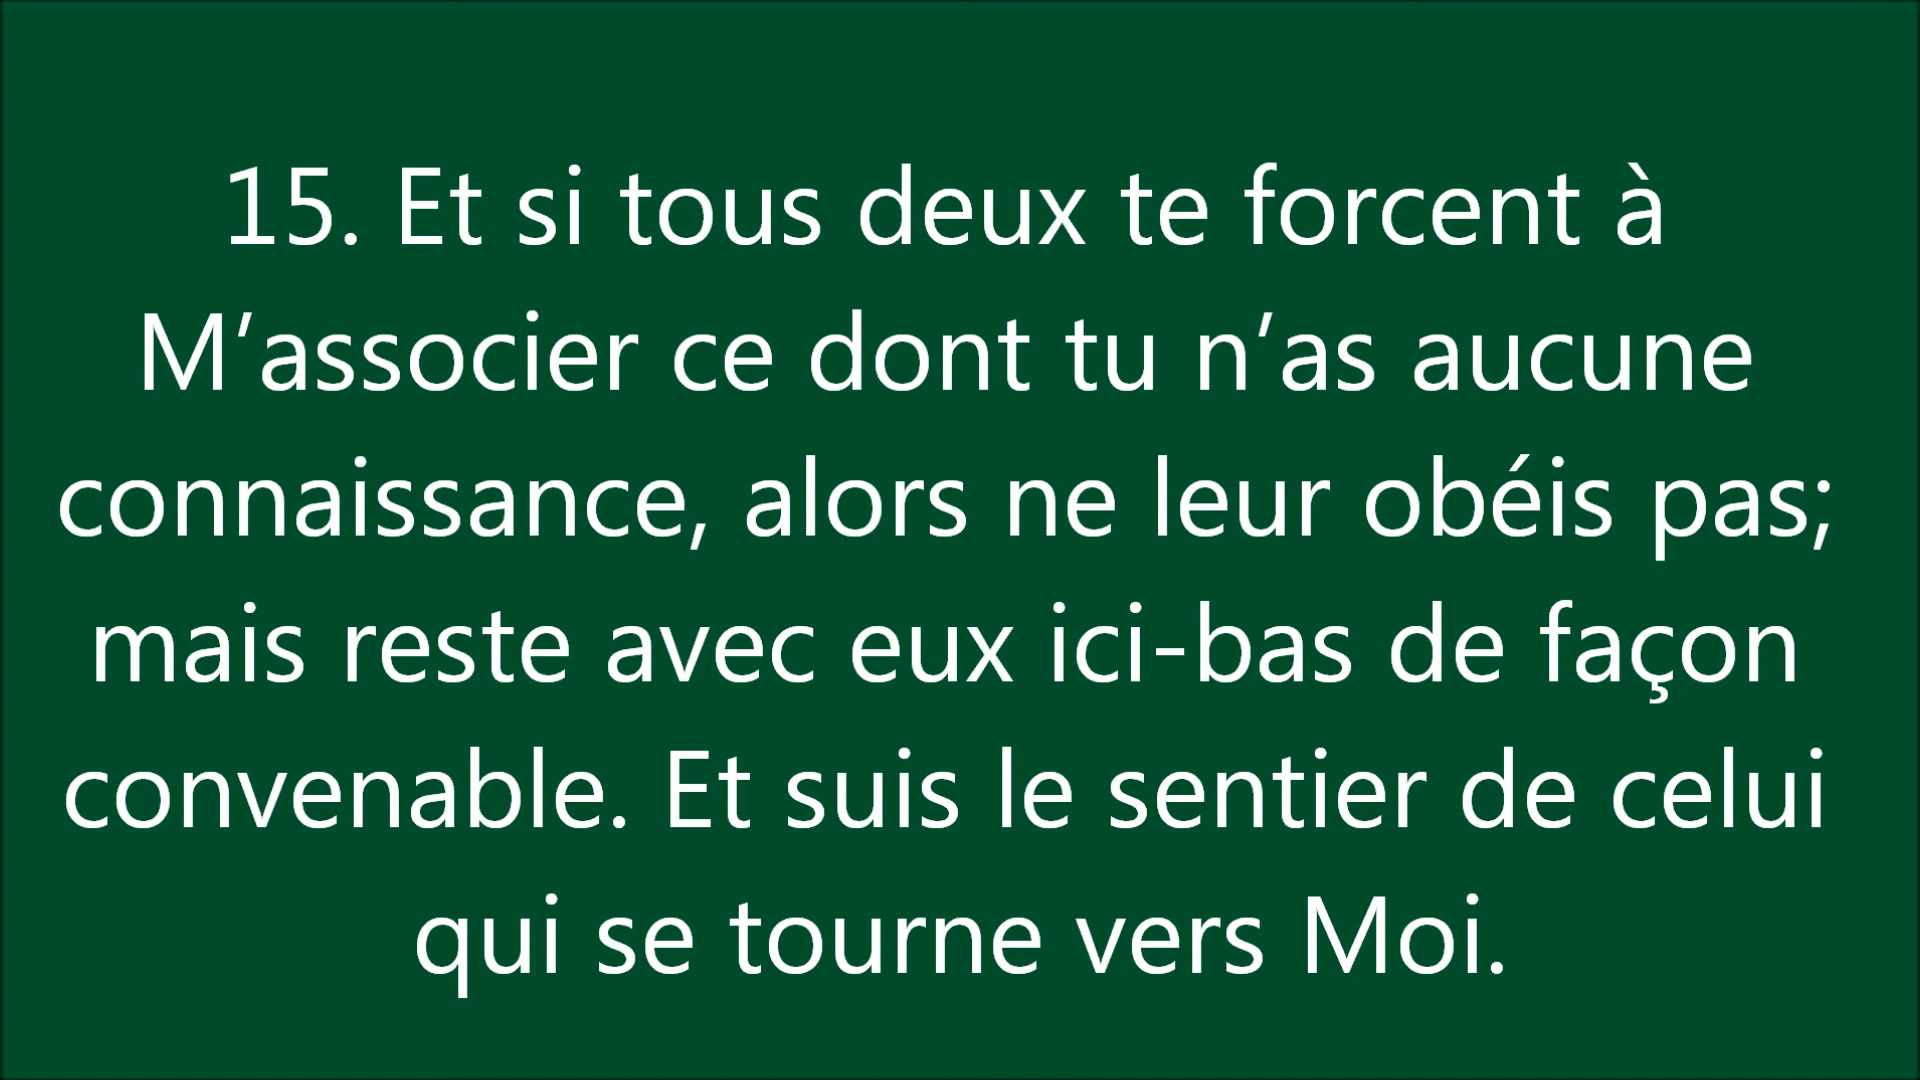 15. Et si tous deux te forcent à
M’associer ce dont tu n’as aucune
connaissance, alors ne leur obéis pas;
mais reste avec eux ici-bas de façon
convenable. Et suis le sentier de celui
qui se tourne vers Moi.